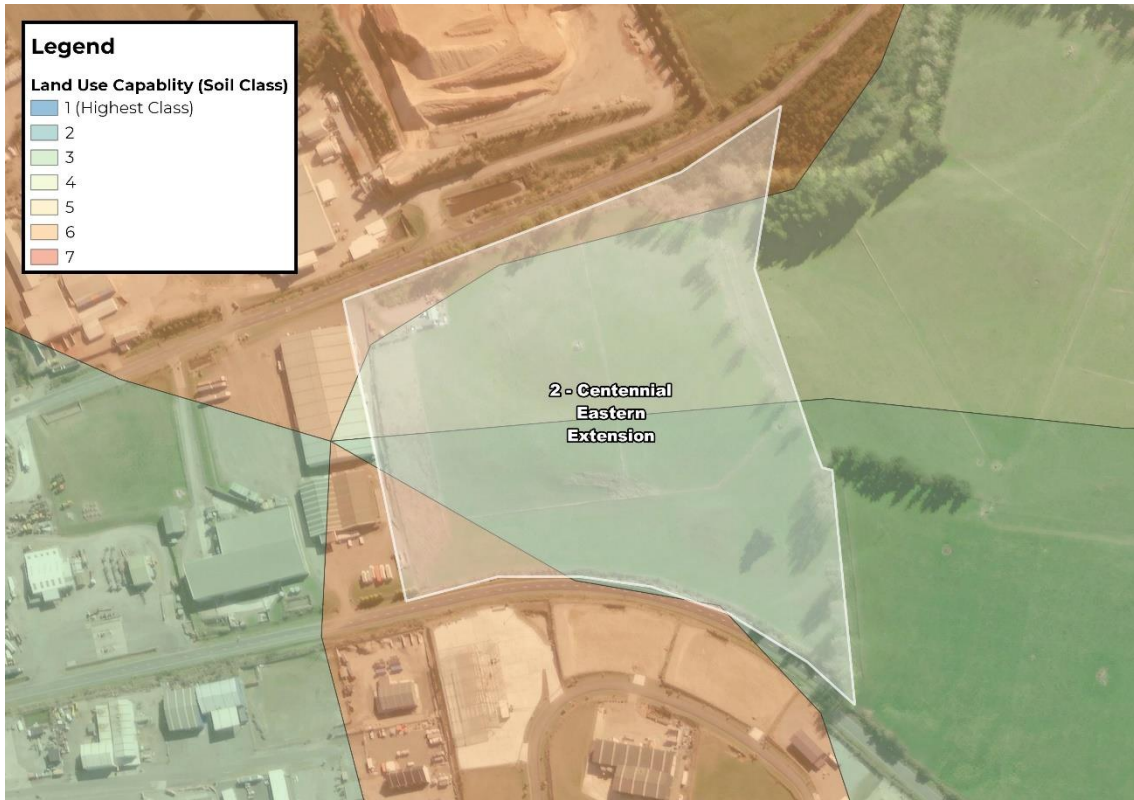 Legend
Land Use Capablity (Soil Class)
1 (Highest Class)
2
3
4
5
6
7
2 - Centennial
Eastern
Extension